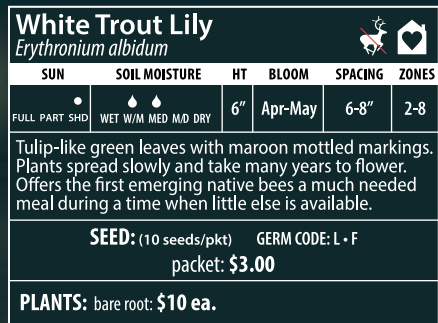 White Trout Lily
Erythronium albidum
SUN SOIL MOISTURE HT BLOOM SPACING ZONES
FULL PART SHD WET W/M MED M/D DRY 6” Apr-May 6-8” 2-8
Tulip-like green leaves with maroon mottled markings.
Plants spread slowly and take many years to flower.
Offers the first emerging native bees a much needed
meal during a time when little else is available.
SEED: (10 seeds/pkt) GERM CODE: L • F
packet: $3.00
PLANTS: bare root: $10 ea.